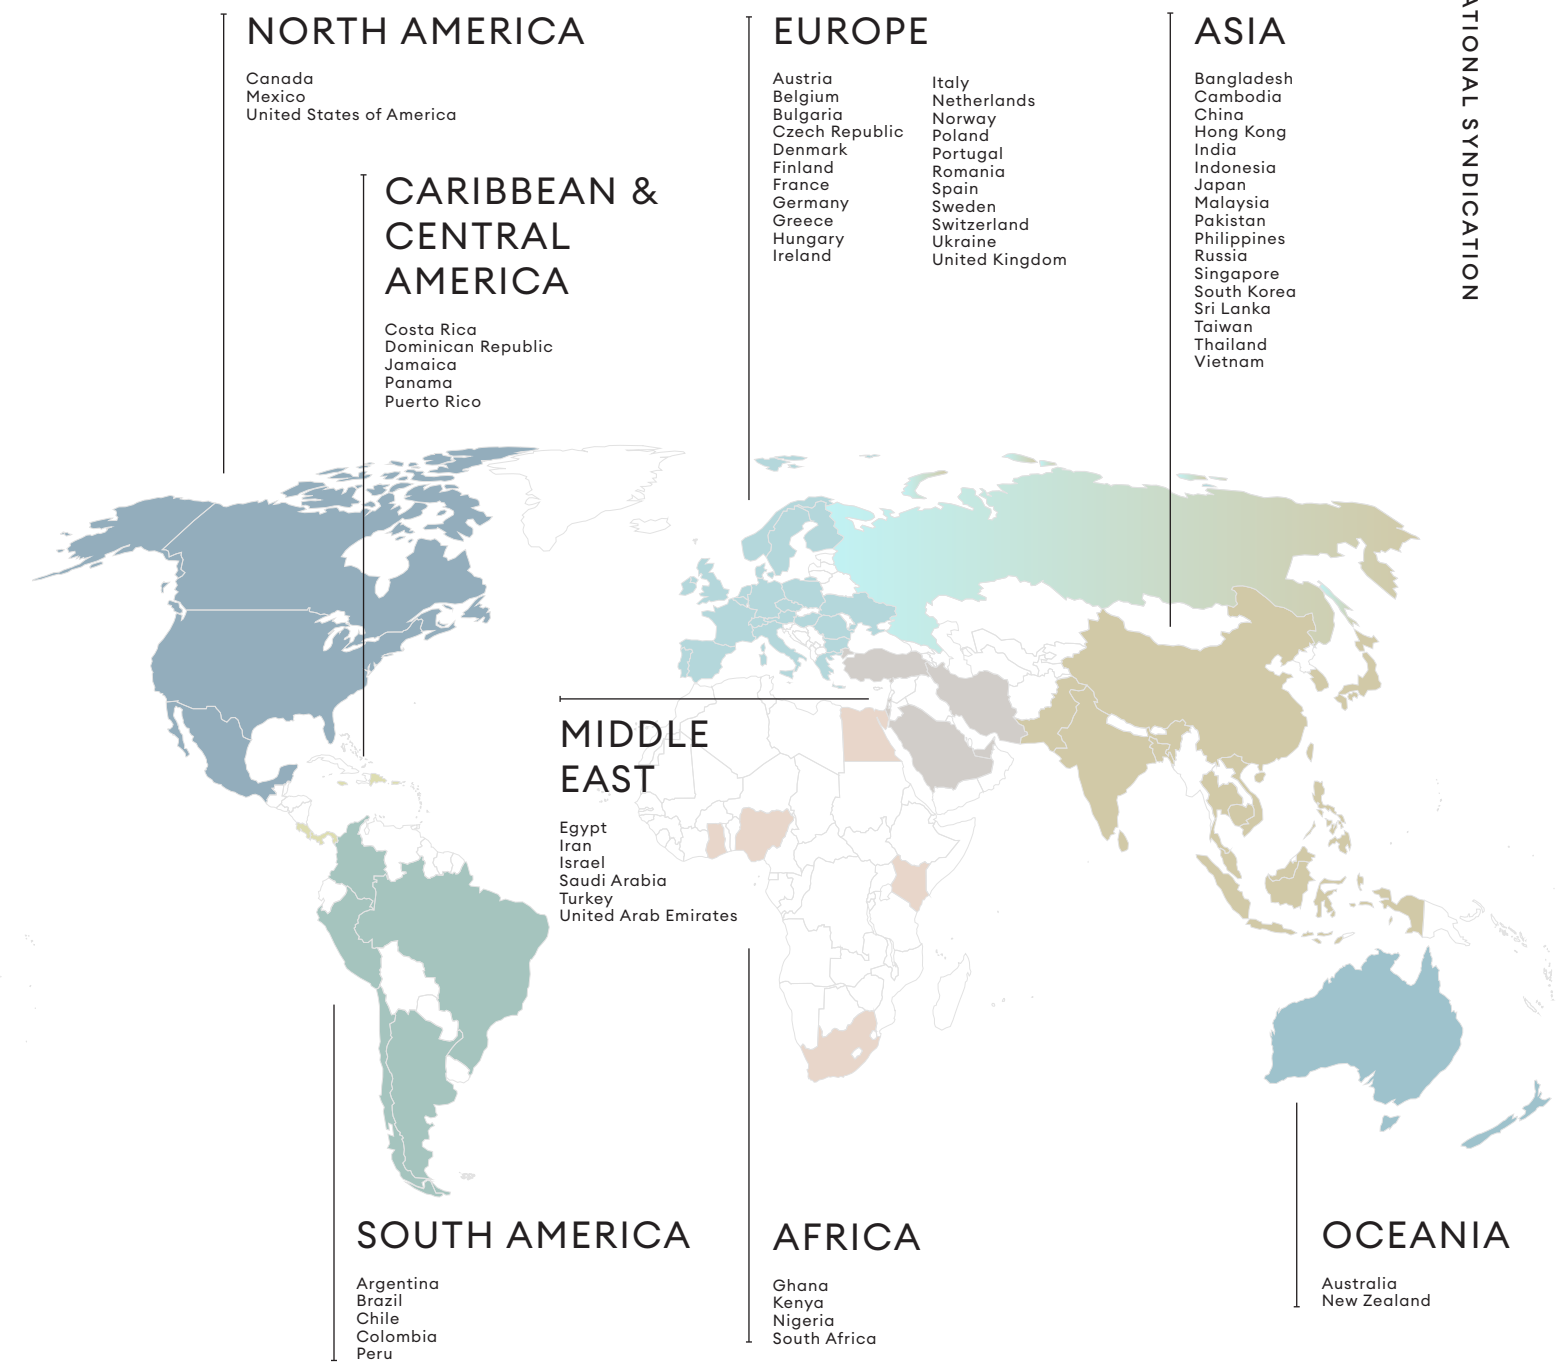 NORTH AMERICA
Canada
Mexico
United States of America
CARIBBEAN &
CENTRAL
AMERICA
Costa Rica
Dominican Republic
Jamaica
Panama
Puerto Rico
EUROPE
Austria
Belgium
Bulgaria
Czech Republic
Denmark
Finland
France
Germany
Greece
Hungary
Ireland
Italy
Netherlands
Norway
Poland
Portugal
Romania
Spain
Sweden
Switzerland
Ukraine
United Kingdom
ASIA
Bangladesh
Cambodia
China
Hong Kong
India
Indonesia
Japan
Malaysia
Pakistan
Philippines
Russia
Singapore
South Korea
Sri Lanka
Taiwan
Thailand
Vietnam
ATIONAL SYNDICATION
MIDDLE
EAST
Egypt
Iran
Israel
Saudi Arabia
Turkey
United Arab Emirates
SOUTH AMERICA
Argentina
Brazil
Chile
Colombia
Peru
AFRICA
Ghana
Kenya
Nigeria
South Africa
OCEANIA
Australia
New Zealand